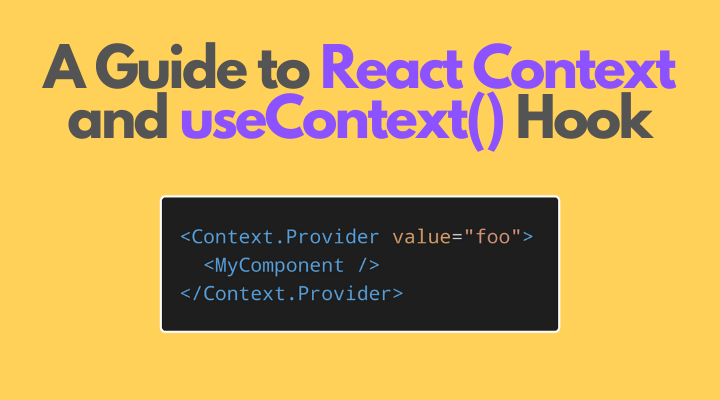 A Guide to React Context
and useContext() Hook
<Context.Provider value="foo">
  <MyComponent />
</Context.Provider>